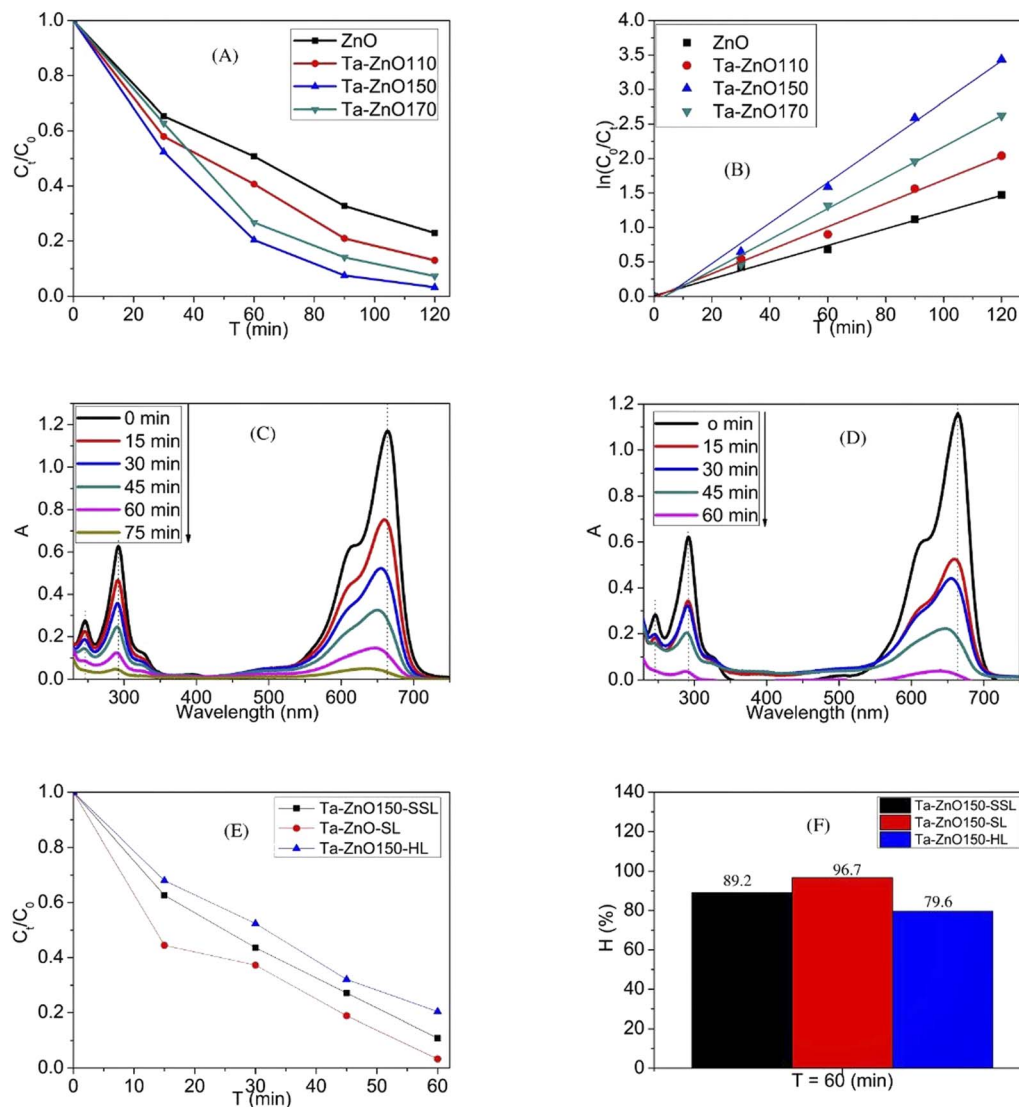 (A)
ZnO
Ta-ZnO110
Ta-ZnO150
Ta-ZnO170
1.0
0.8
0.6
0.4
0.2
0.0
Ct/C0
0 20 40 60 80 100 120
T (min)
(B)
ZnO
Ta-ZnO110
Ta-ZnO150
Ta-ZnO170
4.0
3.5
3.0
2.5
2.0
1.5
1.0
0.5
0.0
ln(C0/Ct)
0 20 40 60 80 100 120
T (min)
(C)
0 min
15 min
30 min
45 min
60 min
75 min
1.2
1.0
0.8
0.6
0.4
0.2
0.0
A
300 400 500 600 700
Wavelength (nm)
(D)
o min
15 min
30 min
45 min
60 min
1.2
1.0
0.8
0.6
0.4
0.2
0.0
A
300 400 500 600 700
Wavelength (nm)
(E)
Ta-ZnO150-SSL
Ta-ZnO-SL
Ta-ZnO150-HL
1.0
0.8
0.6
0.4
0.2
0.0
Ct/C0
0 10 20 30 40 50 60
T (min)
(F)
Ta-ZnO150-SSL
Ta-ZnO150-SL
Ta-ZnO150-HL
140
120
100
80
60
40
20
0
H (%)
89.2
96.7
79.6
T = 60 (min)